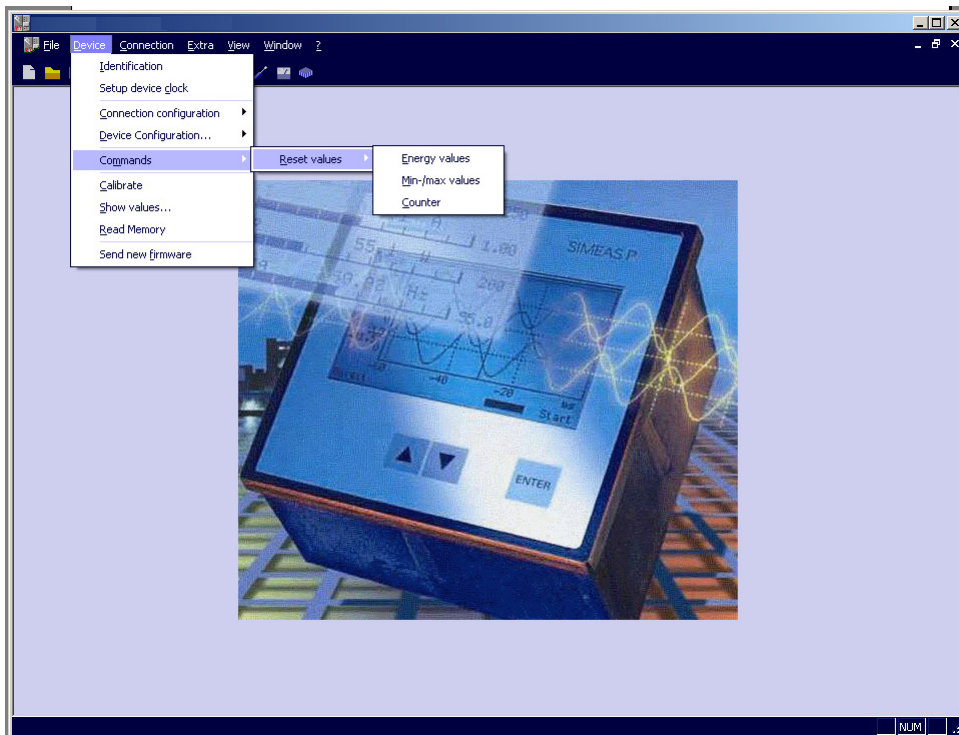 File Device Connection Extra View Window ?
Identification
Setup device clock
Connection configuration
Device Configuration...
Commands
Reset values
Energy values
Min-/max values
Counter
Calibrate
Show values...
Read Memory
Send new firmware
SIMEAS P
1.00
200
55.0
-40
-20
ms
Start
ENTER
NUM